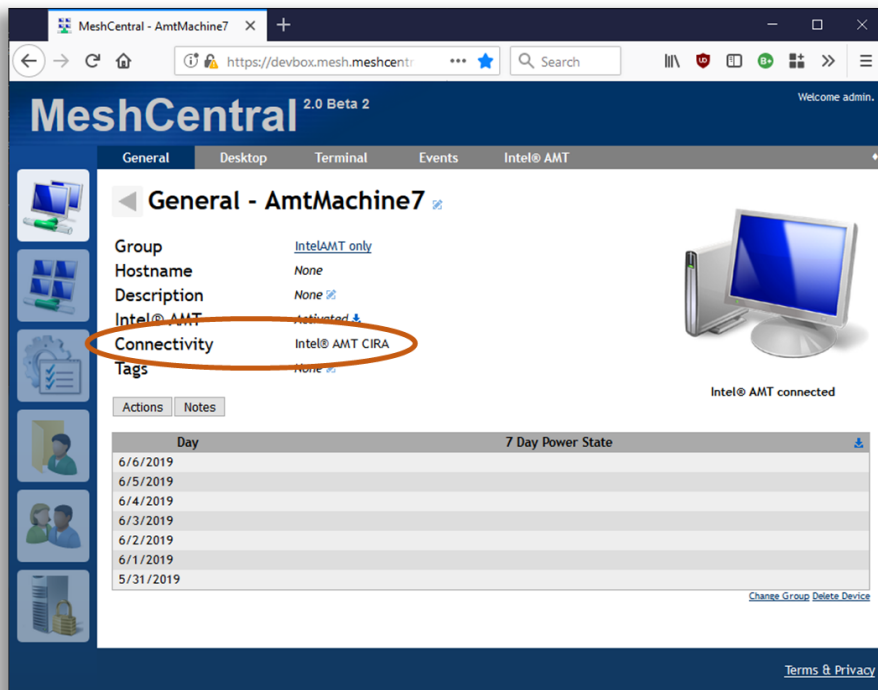 MeshCentral - AmtMachine7
https://devbox.mesh.meshcentr
Search
MeshCentral 2.0 Beta 2
Welcome admin.
General Desktop Terminal Events Intel® AMT
General - AmtMachine7
Group IntelAMT only
Hostname None
Description None
Intel® AMT Activated
Connectivity Intel® AMT CIRA
Tags None
Intel® AMT connected
Actions Notes
Day 7 Day Power State
6/6/2019
6/5/2019
6/4/2019
6/3/2019
6/2/2019
6/1/2019
5/31/2019
Change Group Delete Device
Terms & Privacy